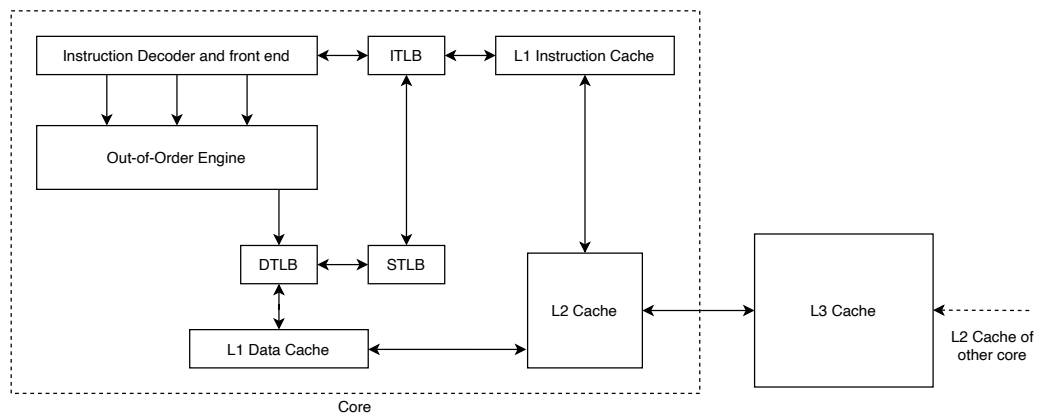 Instruction Decoder and front end
ITLB
L1 Instruction Cache
Out-of-Order Engine
DTLB
STLB
L2 Cache
L3 Cache
L2 Cache of
other core
L1 Data Cache
Core